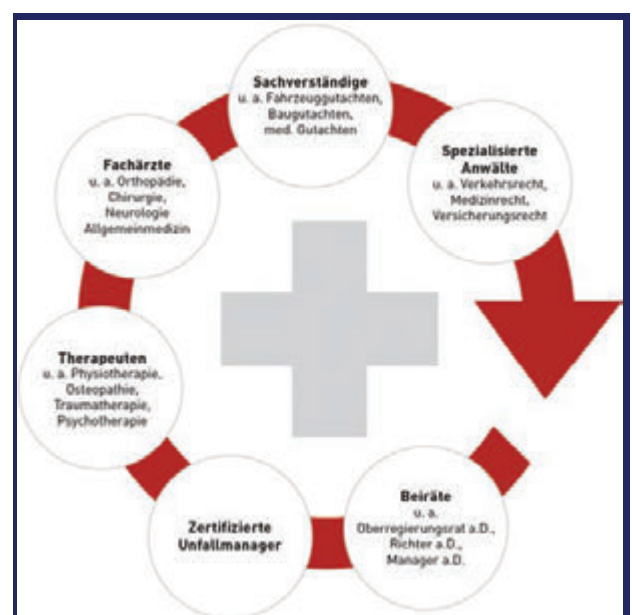 Sachverständige
u. a. Fahrzeuggutachten,
Baugutachten,
med. Gutachten
Spezialisierte
Anwälte
u. a. Verkehrsrecht,
Medizinrecht,
Versicherungsrecht
Fachärzte
u. a. Orthopädie,
Chirurgie,
Neurologie
Allgemeinmedizin
Therapeuten
u. a. Physiotherapie,
Osteopathie,
Traumatherapie,
Psychotherapie
Zertifizierte
Unfallmanager
Beiräte
u. a.
Oberregierungsrat a.D.,
Richter a.D.,
Manager a.D.